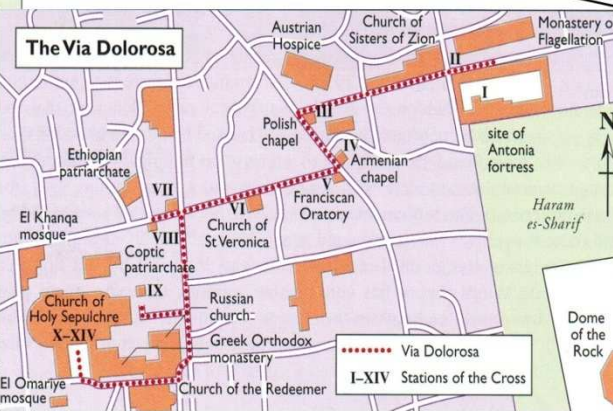 The Via Dolorosa
Austrian
Hospice
Church of
Sisters of Zion
Monastery of
Flagellation
II
I
III
Polish
chapel
IV
Armenian
chapel
site of
Antonia
fortress
N
Ethiopian
patriarchate
VII
V
Franciscan
Oratory
VI
Church of
St Veronica
Haram
es-Sharif
El Khanqa
mosque
VIII
Coptic
patriarchate
IX
Church of
Holy Sepulchre
X–XIV
Russian
church
Greek Orthodox
monastery
Dome
of the
Rock
Via Dolorosa
I–XIV Stations of the Cross
El Omariye
mosque
Church of the Redeemer